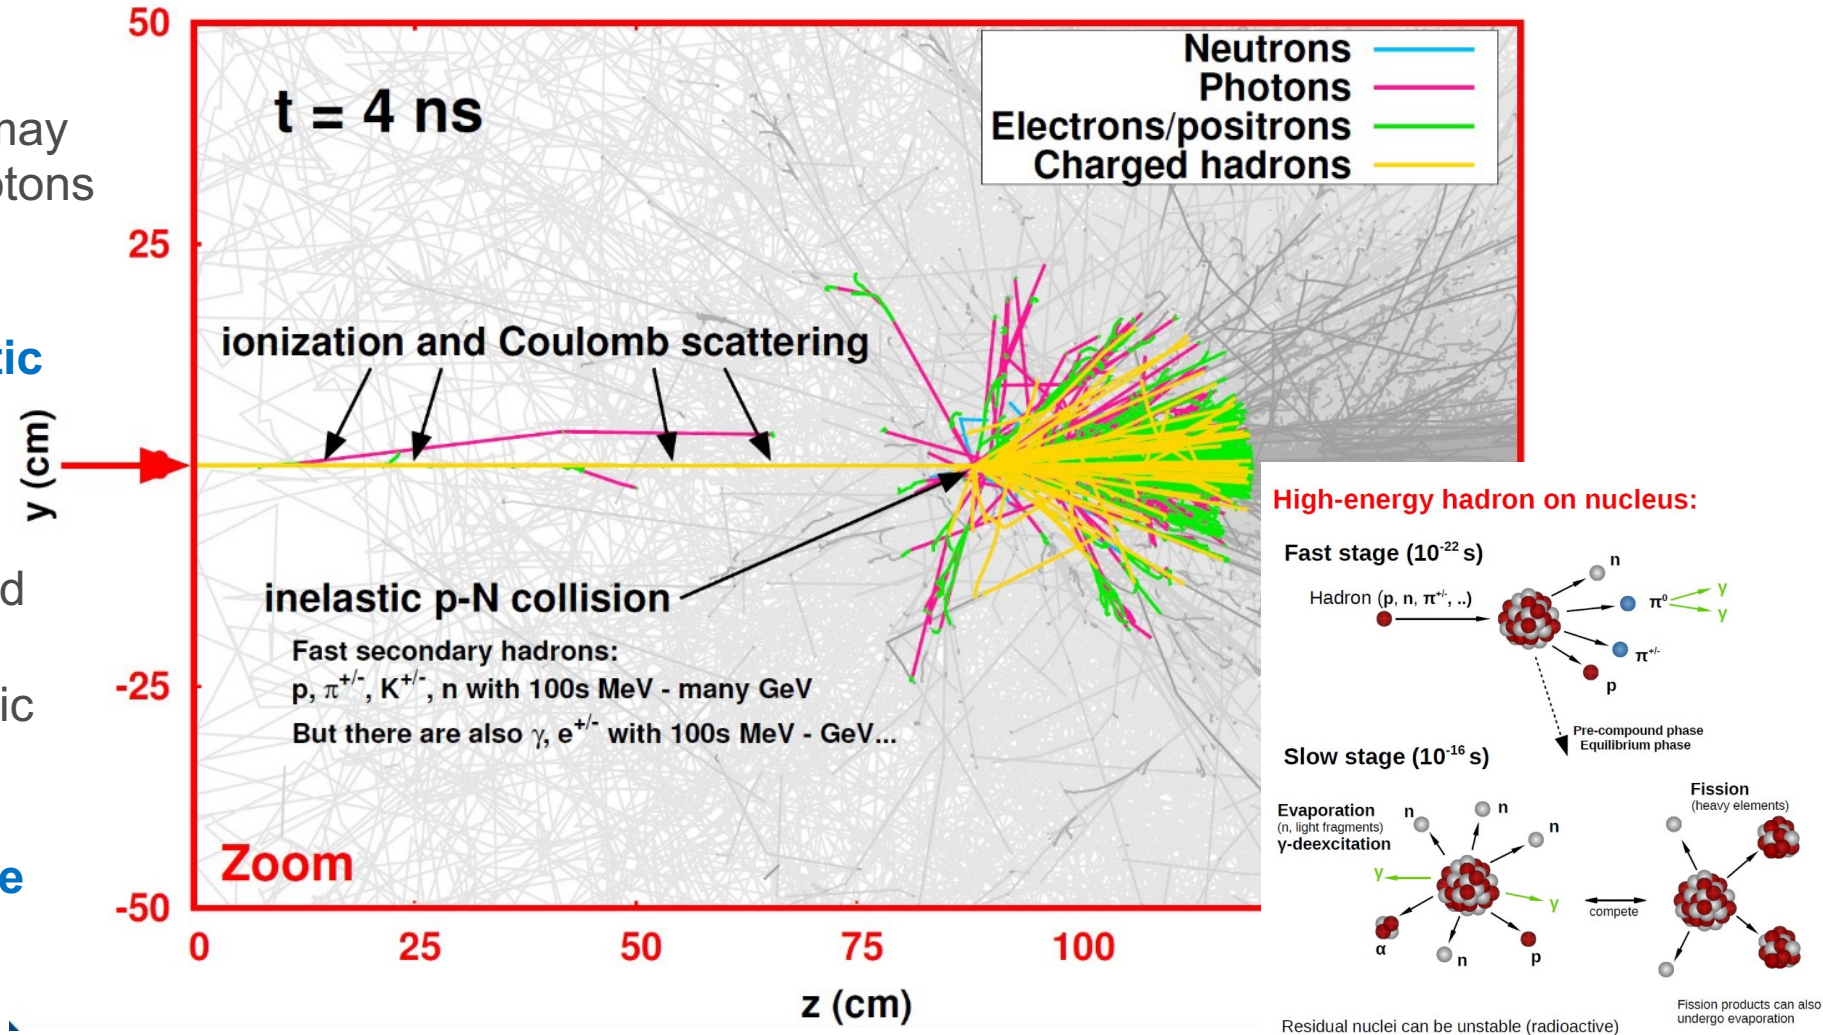 may
otons
tic
d
ic
e
50
25
-25
-50
y (cm)
0
25
50
75
100
z (cm)
t = 4 ns
Neutrons
Photons
Electrons/positrons
Charged hadrons
ionization and Coulomb scattering
inelastic p-N collision
Fast secondary hadrons:
p, π+/-, K+/-, n with 100s MeV - many GeV
But there are also γ, e+/- with 100s MeV - GeV...
Zoom
High-energy hadron on nucleus:
Fast stage (10-22 s)
Hadron (p, n, π+/-, ..)
n
π0
γ
γ
π+/-
p
Pre-compound phase
Equilibrium phase
Slow stage (10-16 s)
Evaporation
(n, light fragments)
γ-deexcitation
n
n
n
γ
γ
α
n
p
compete
Fission
(heavy elements)
Fission products can also
undergo evaporation
Residual nuclei can be unstable (radioactive)